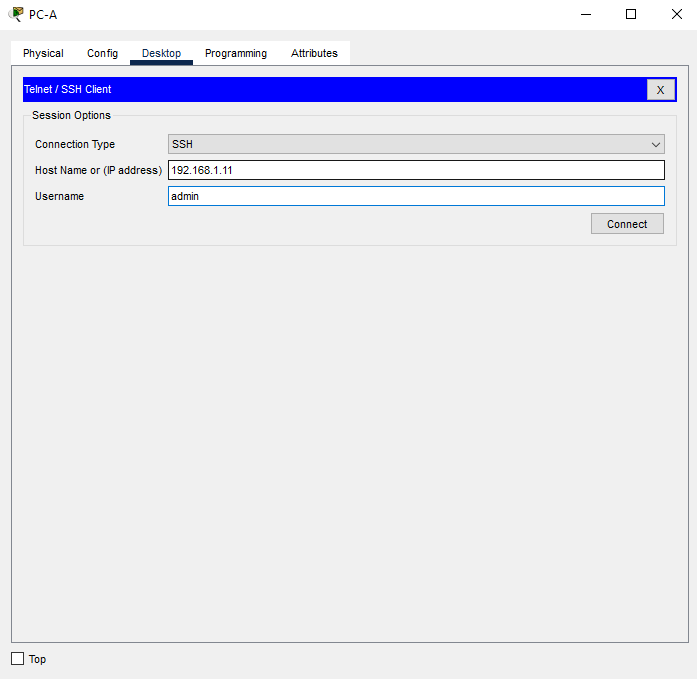 PC-A
Physical Config Desktop Programming Attributes
Telnet / SSH Client X
Session Options
Connection Type SSH
Host Name or (IP address) 192.168.1.11
Username admin
Connect
Top